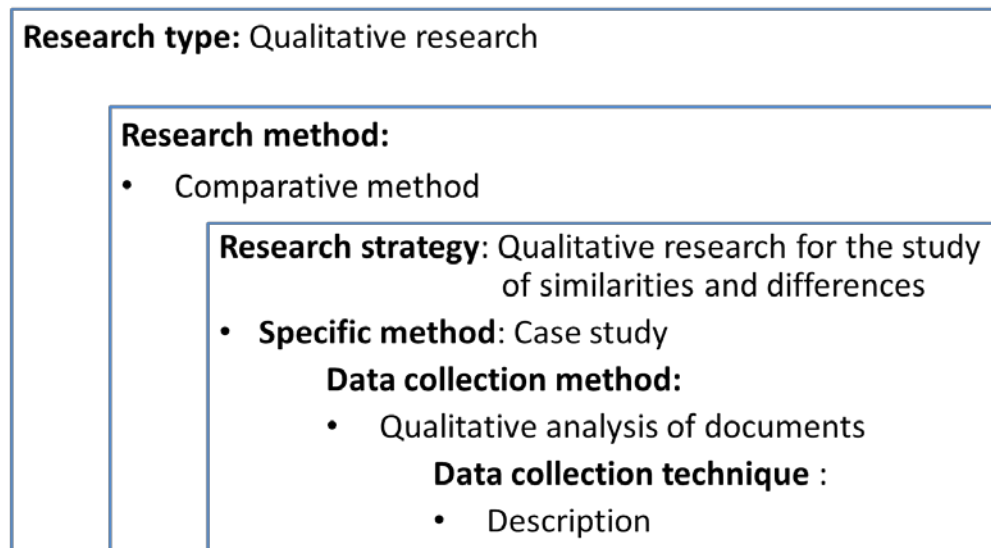 Research type: Qualitative research
Research method:
• Comparative method
Research strategy: Qualitative research for the study
of similarities and differences
• Specific method: Case study
Data collection method:
• Qualitative analysis of documents
Data collection technique :
• Description